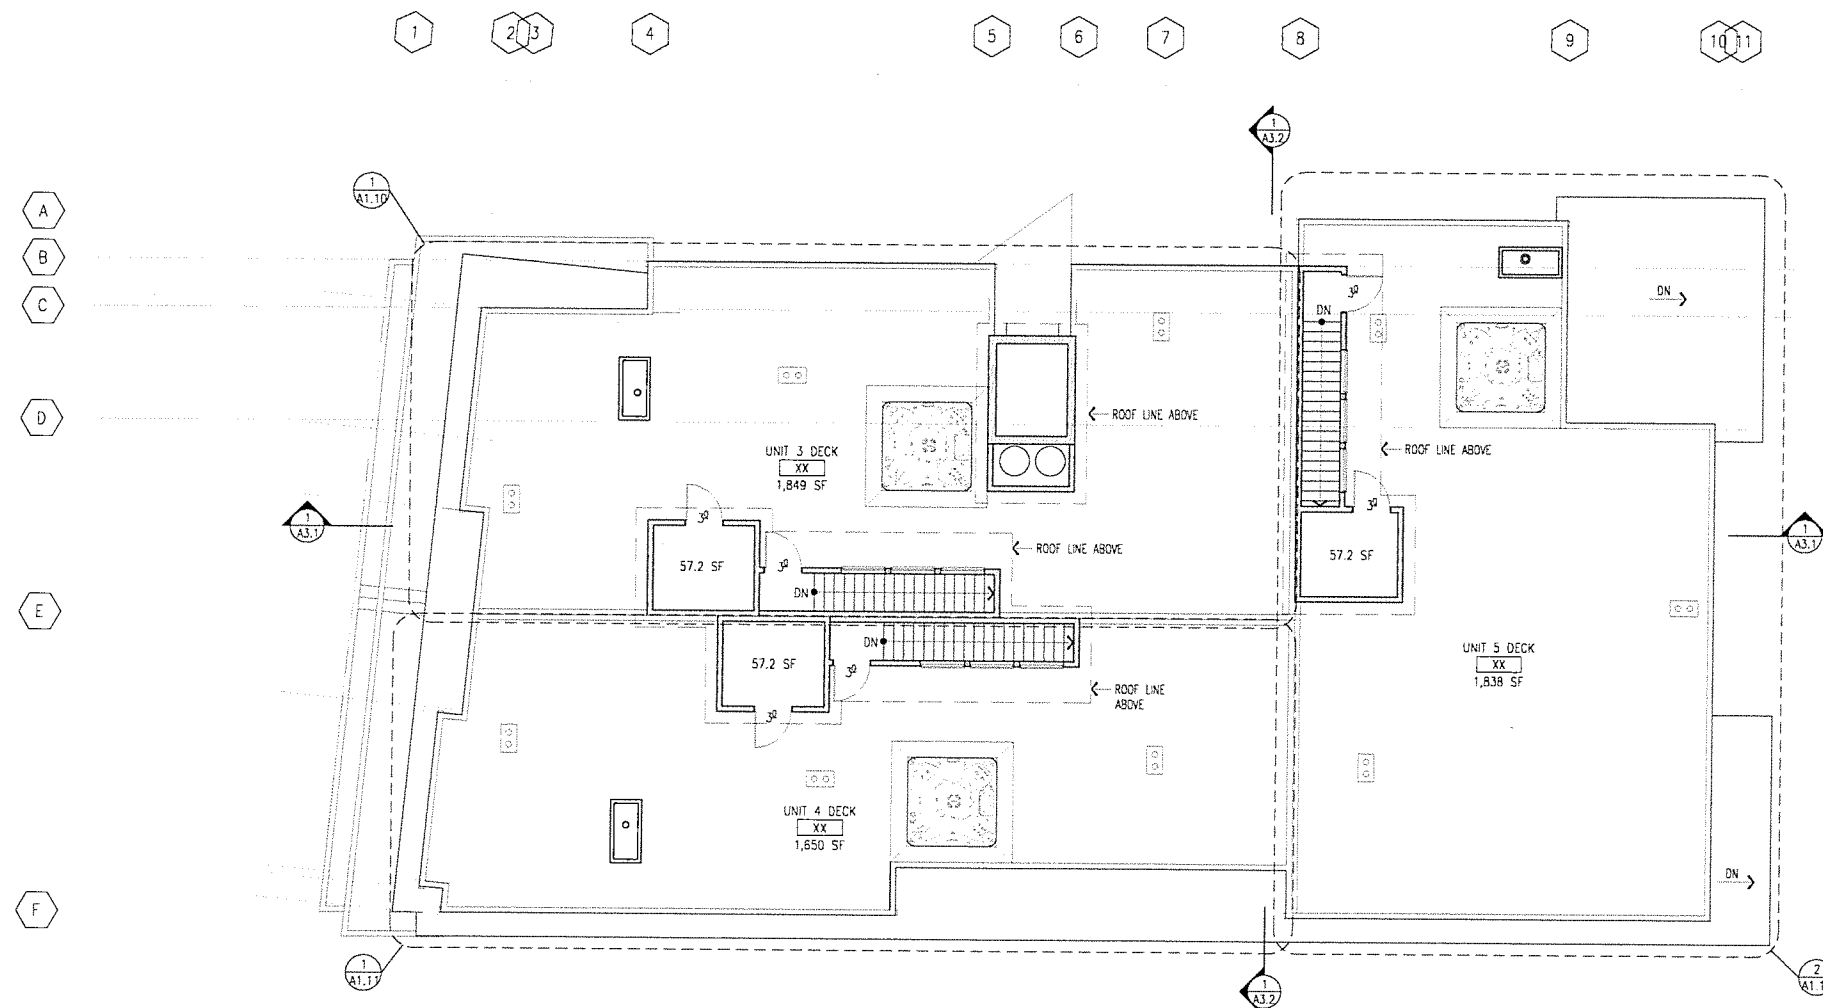 1
2
3
4
5
6
7
8
9
10
11
1
A3.2
1
A1.10
A
B
C
D
E
F
DN
3⁰
DN
ROOF LINE ABOVE
ROOF LINE ABOVE
UNIT 3 DECK
XX
1,849 SF
3⁰
3⁰
1
A3.1
1
A3.1
3⁰
ROOF LINE ABOVE
57.2 SF
57.2 SF
3⁰
DN
DN
57.2 SF
3⁰
UNIT 5 DECK
XX
1,838 SF
ROOF LINE
ABOVE
3⁰
UNIT 4 DECK
XX
1,650 SF
DN
1
A1.11
1
A3.2
2